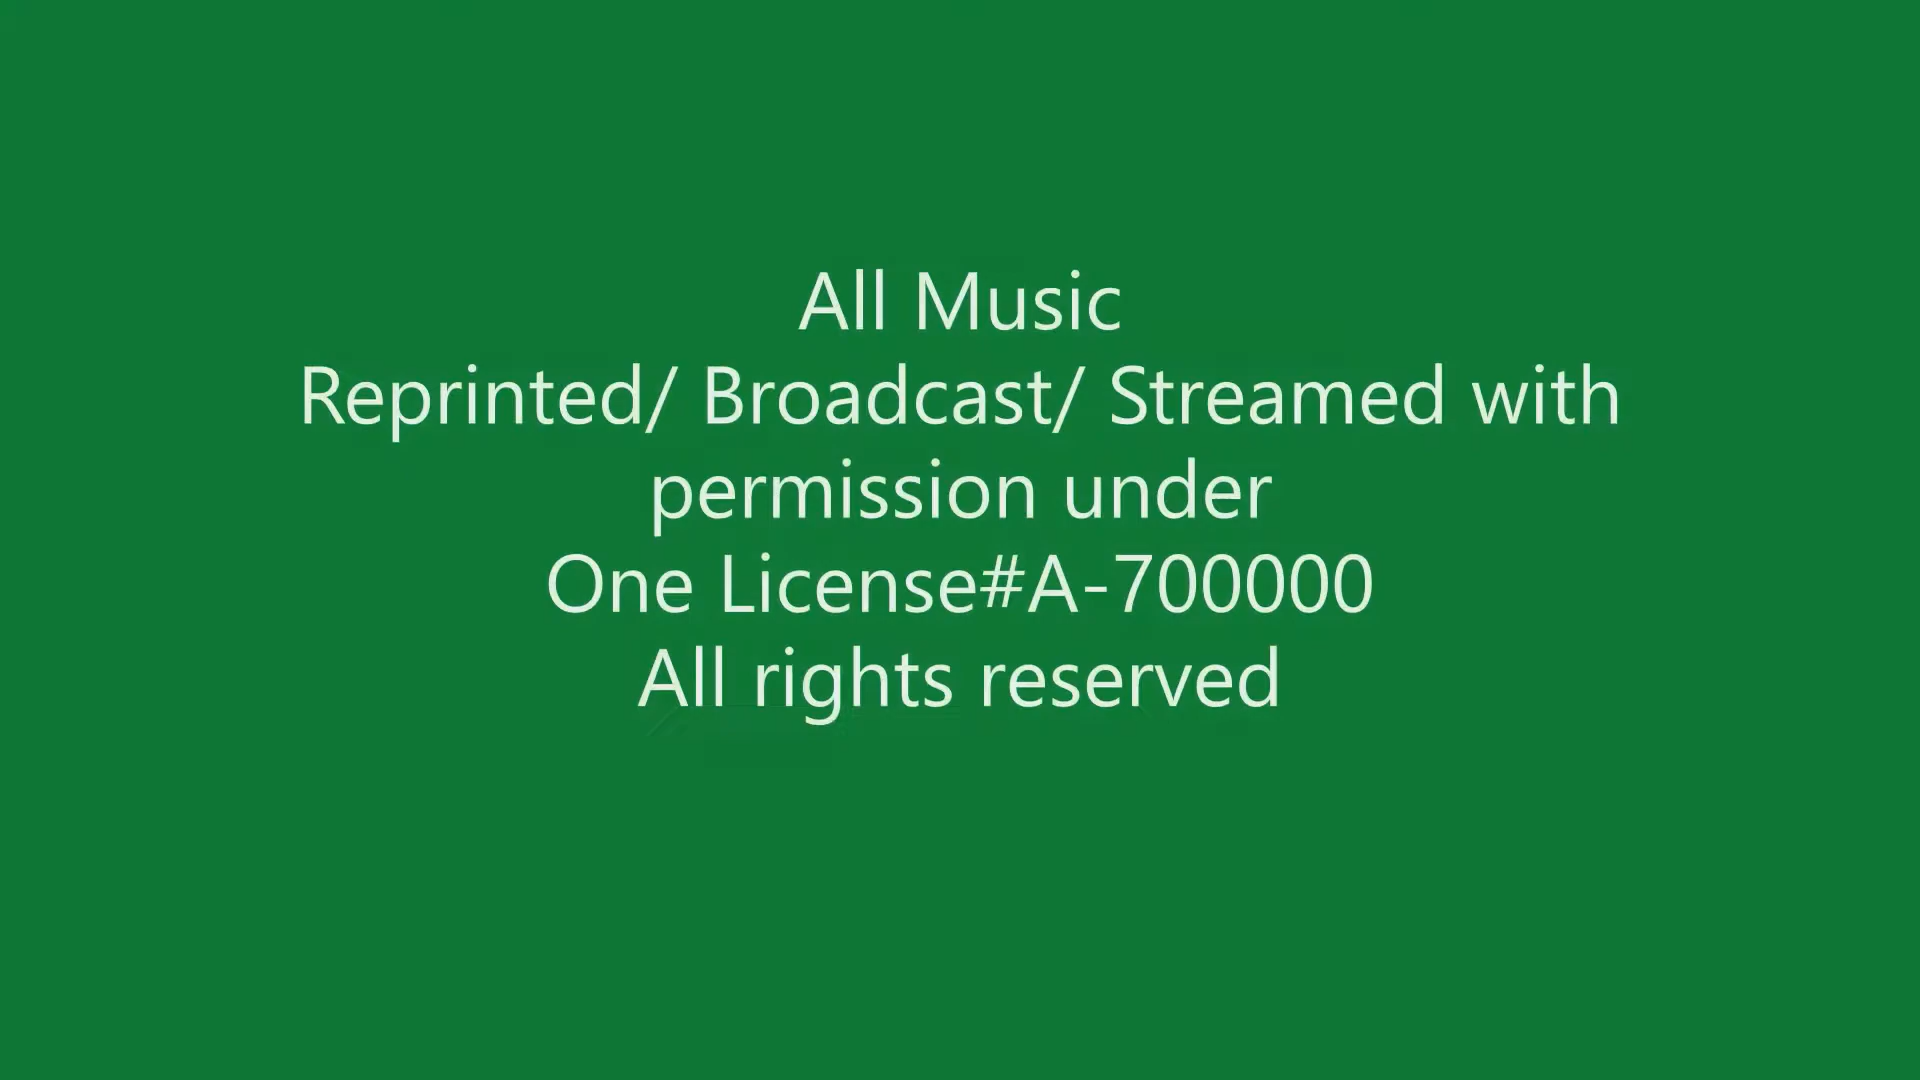 All Music
Reprinted/ Broadcast/ Streamed with
permission under
One License#A-700000
All rights reserved